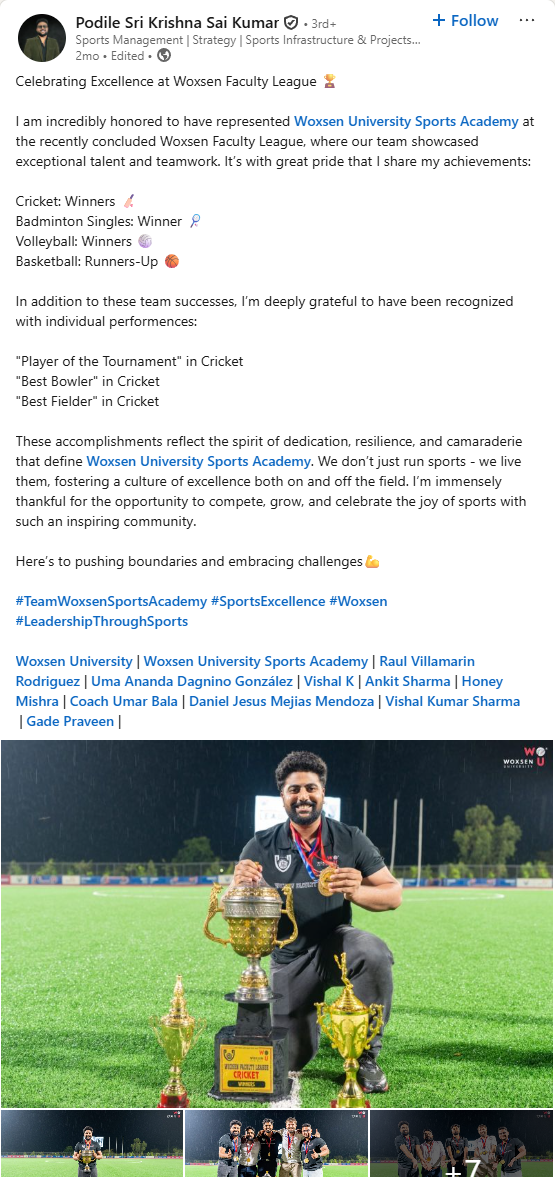 Podile Sri Krishna Sai Kumar • 3rd+
+ Follow ...
Sports Management | Strategy | Sports Infrastructure & Projects...
2mo • Edited •
Celebrating Excellence at Woxsen Faculty League 🏆
I am incredibly honored to have represented Woxsen University Sports Academy at
the recently concluded Woxsen Faculty League, where our team showcased
exceptional talent and teamwork. It's with great pride that I share my achievements:
Cricket: Winners 🏏
Badminton Singles: Winner 🏸
Volleyball: Winners 🏐
Basketball: Runners-Up 🏀
In addition to these team successes, I'm deeply grateful to have been recognized
with individual performences:
"Player of the Tournament" in Cricket
"Best Bowler" in Cricket
"Best Fielder" in Cricket
These accomplishments reflect the spirit of dedication, resilience, and camaraderie
that define Woxsen University Sports Academy. We don't just run sports - we live
them, fostering a culture of excellence both on and off the field. I'm immensely
thankful for the opportunity to compete, grow, and celebrate the joy of sports with
such an inspiring community.
Here's to pushing boundaries and embracing challenges💪
#TeamWoxsenSportsAcademy #SportsExcellence #Woxsen
#LeadershipThroughSports
Woxsen University | Woxsen University Sports Academy | Raul Villamarin
Rodriguez | Uma Ananda Dagnino González | Vishal K | Ankit Sharma | Honey
Mishra | Coach Umar Bala | Daniel Jesus Mejias Mendoza | Vishal Kumar Sharma
| Gade Praveen |
WOXSEN
UNIVERSITY
WOXSEN FACULTY LEAGUE
CRICKET
WINNERS
+7